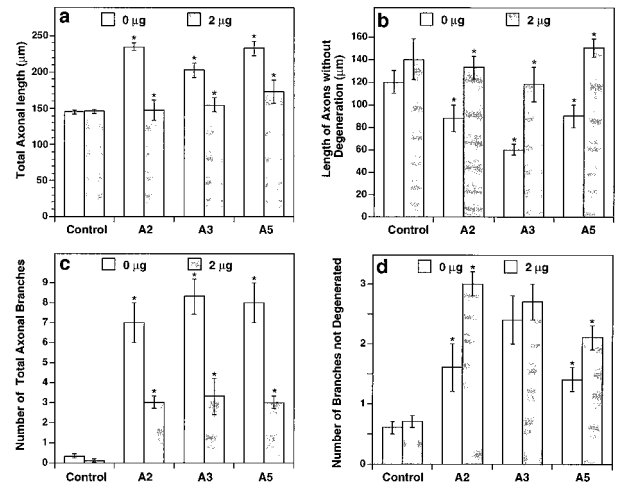 a
0 µg
2 µg
Total Axonal length (µm)
250
200
150
100
50
0
*
*
*
*
*
*
Control
A2
A3
A5
b
0 µg
2 µg
Length of Axons without
Degeneration (µm)
160
140
120
100
80
60
40
20
0
*
*
*
*
*
*
Control
A2
A3
A5
c
0 µg
2 µg
Number of Total Axonal Branches
9
8
7
6
5
4
3
2
1
0
*
*
*
*
*
*
Control
A2
A3
A5
d
0 µg
2 µg
Number of Branches not Degenerated
3
2
1
0
*
*
*
*
Control
A2
A3
A5